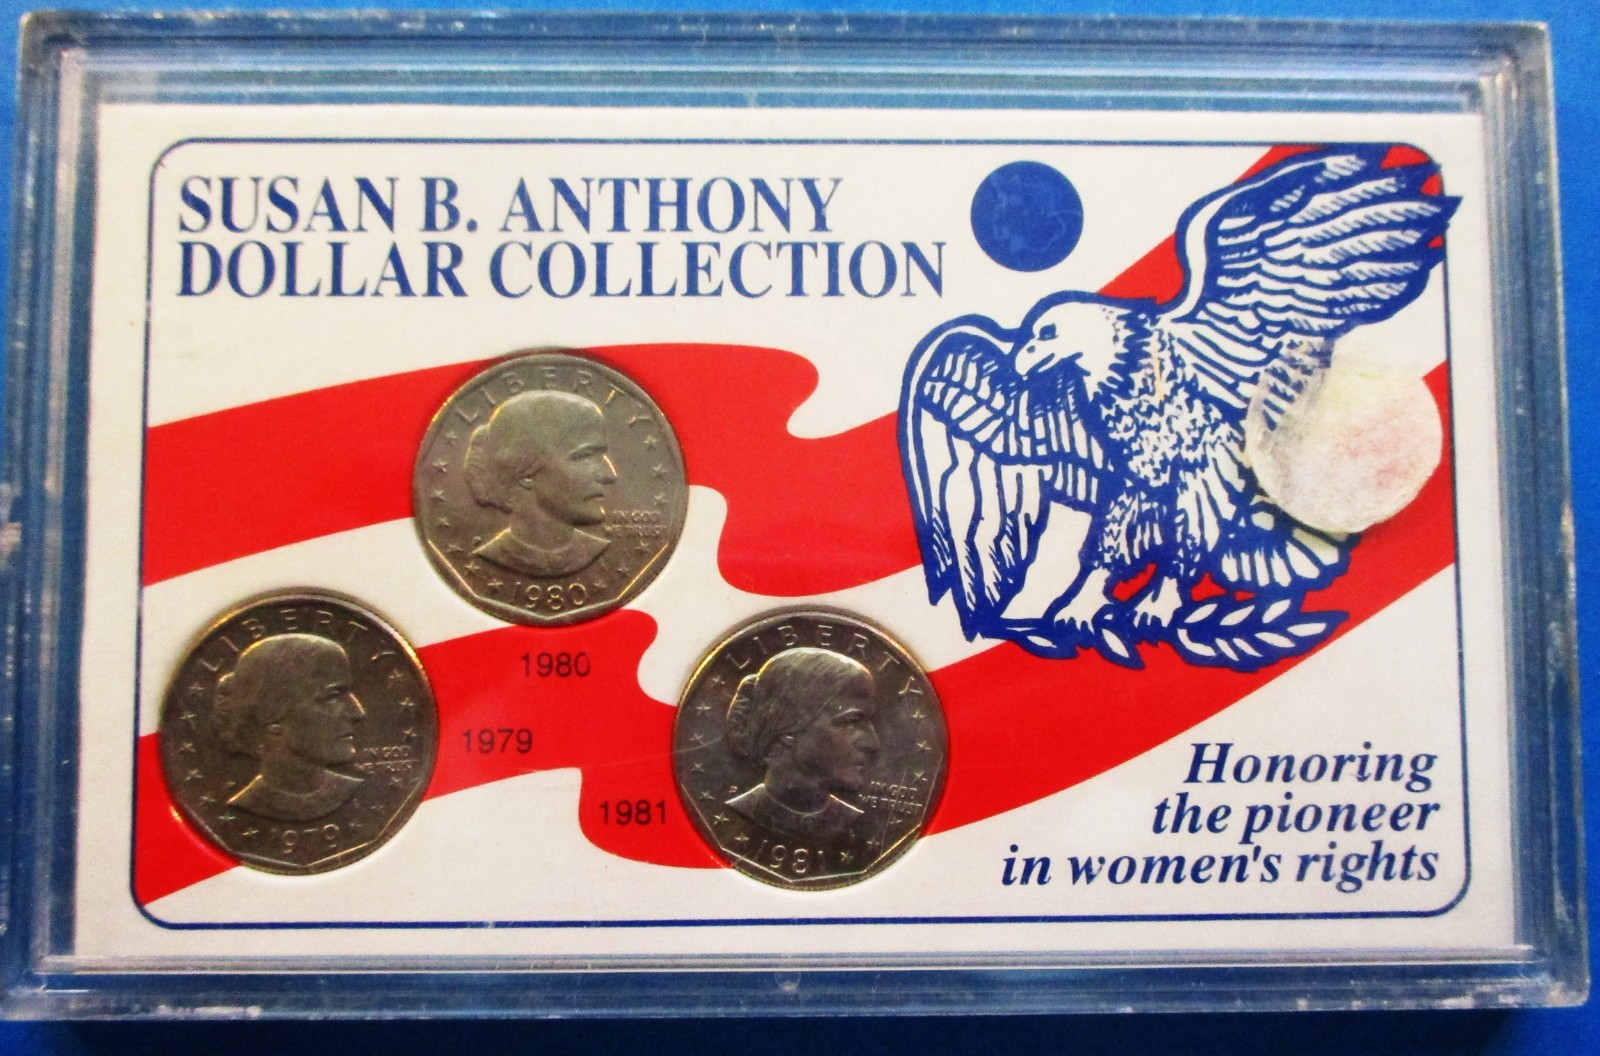 SUSAN B. ANTHONY
DOLLAR COLLECTION
LIBERTY
IN GOD
WE TRUST
1980
1980
LIBERTY
IN GOD
WE TRUST
1979
1979
LIBERTY
P
IN GOD
WE TRUST
1981
1981
Honoring
the pioneer
in women's rights